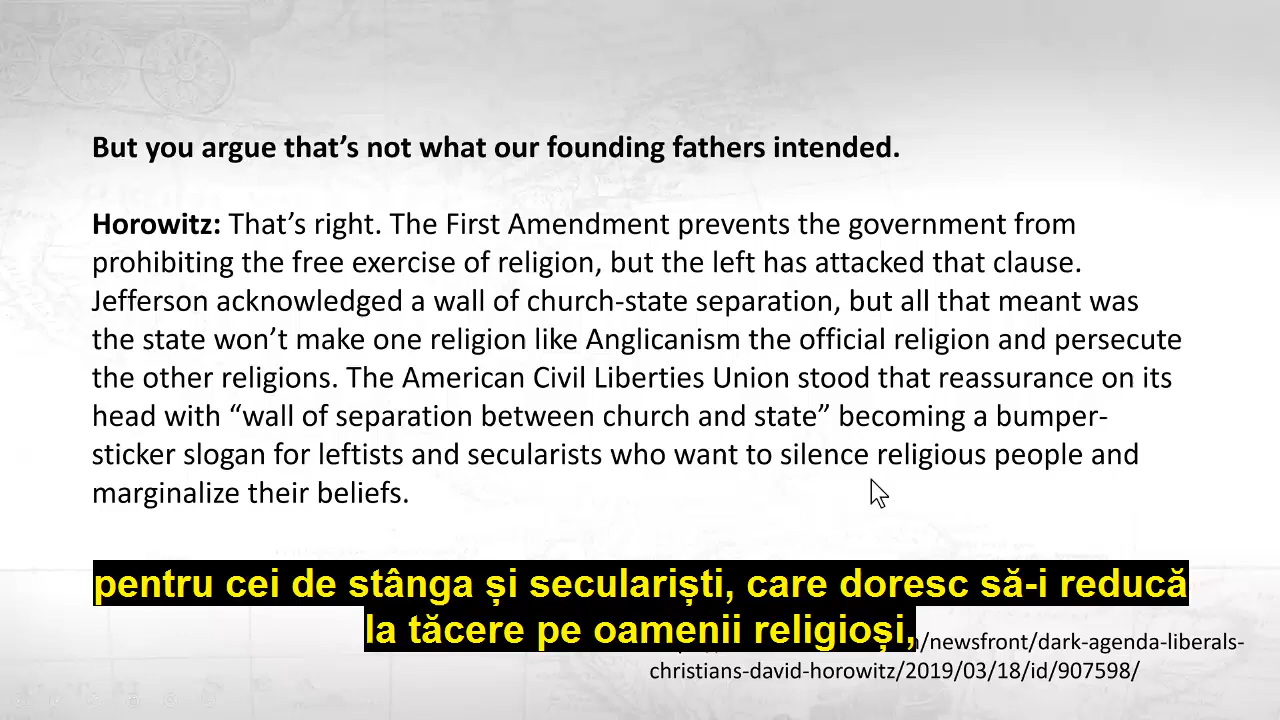 But you argue that’s not what our founding fathers intended.
Horowitz: That’s right. The First Amendment prevents the government from
prohibiting the free exercise of religion, but the left has attacked that clause.
Jefferson acknowledged a wall of church-state separation, but all that meant was
the state won’t make one religion like Anglicanism the official religion and persecute
the other religions. The American Civil Liberties Union stood that reassurance on its
head with “wall of separation between church and state” becoming a bumper-
sticker slogan for leftists and secularists who want to silence religious people and
marginalize their beliefs.
pentru cei de stânga și seculariști, care doresc să-i reducă
la tăcere pe oamenii religioși,
/newsfront/dark-agenda-liberals-
christians-david-horowitz/2019/03/18/id/907598/